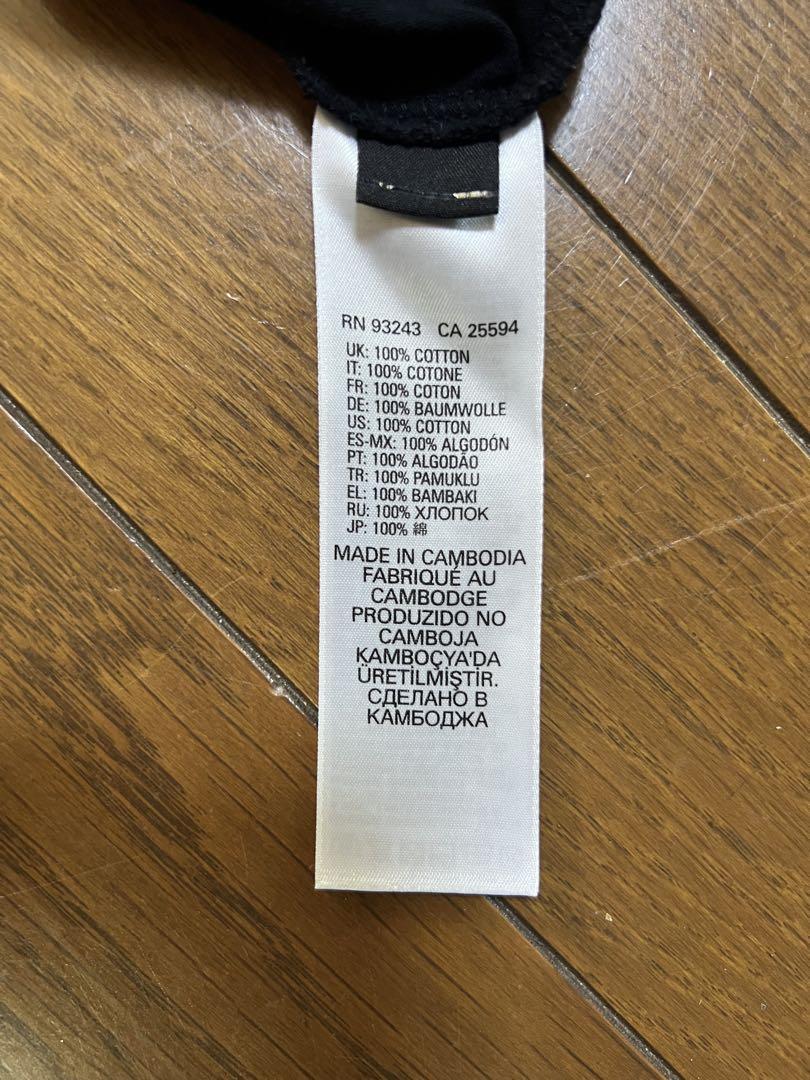 RN 93243 CA 25594
UK: 100% COTTON
IT: 100% COTONE
FR: 100% COTON
DE: 100% BAUMWOLLE
US: 100% COTTON
ES-MX: 100% ALGODÓN
PT: 100% ALGODÃO
TR: 100% PAMUKLU
EL: 100% BAMBAKI
RU: 100% ХЛОПОК
JP: 100% 綿
MADE IN CAMBODIA
FABRIQUÉ AU
CAMBODGE
PRODUZIDO NO
CAMBOJA
KAMBOÇYA'DA
ÜRETİLMİŞTİR.
СДЕЛАНО В
КАМБОДЖА